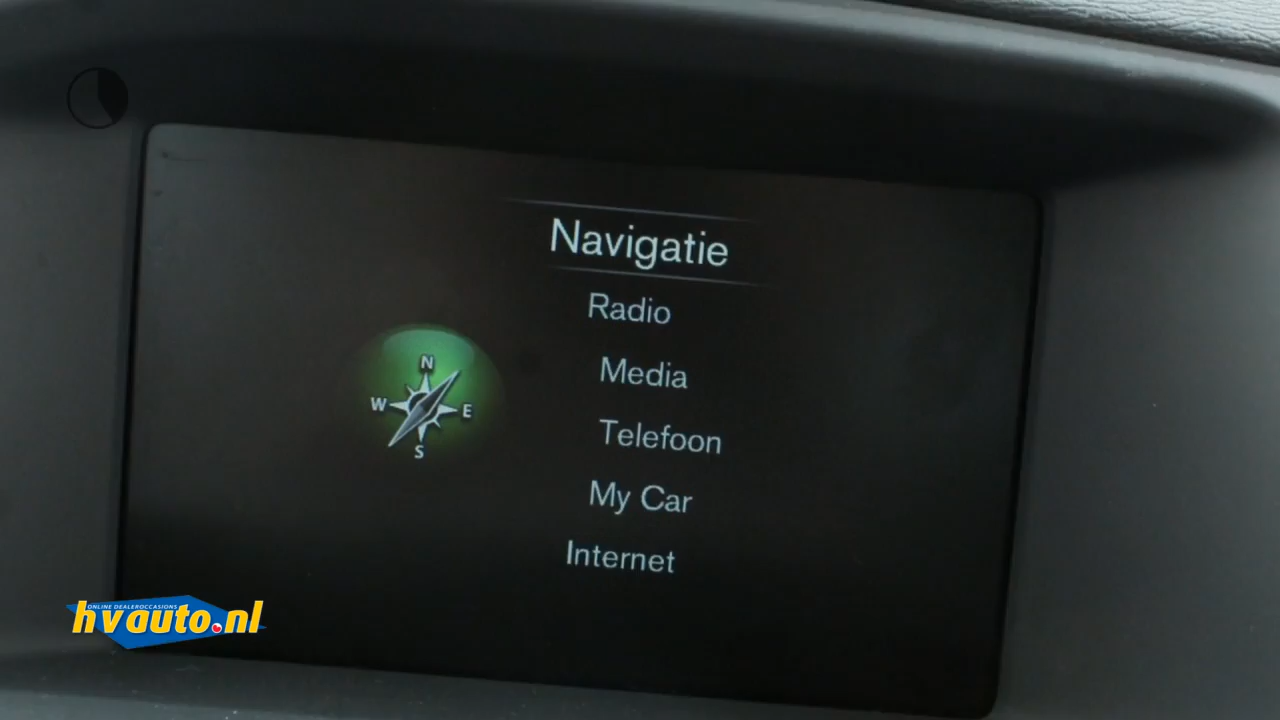 Navigatie
Radio
N
W E
S
Media
Telefoon
My Car
Internet
ONLINE DEALEROCCASIONS
hvauto.nl